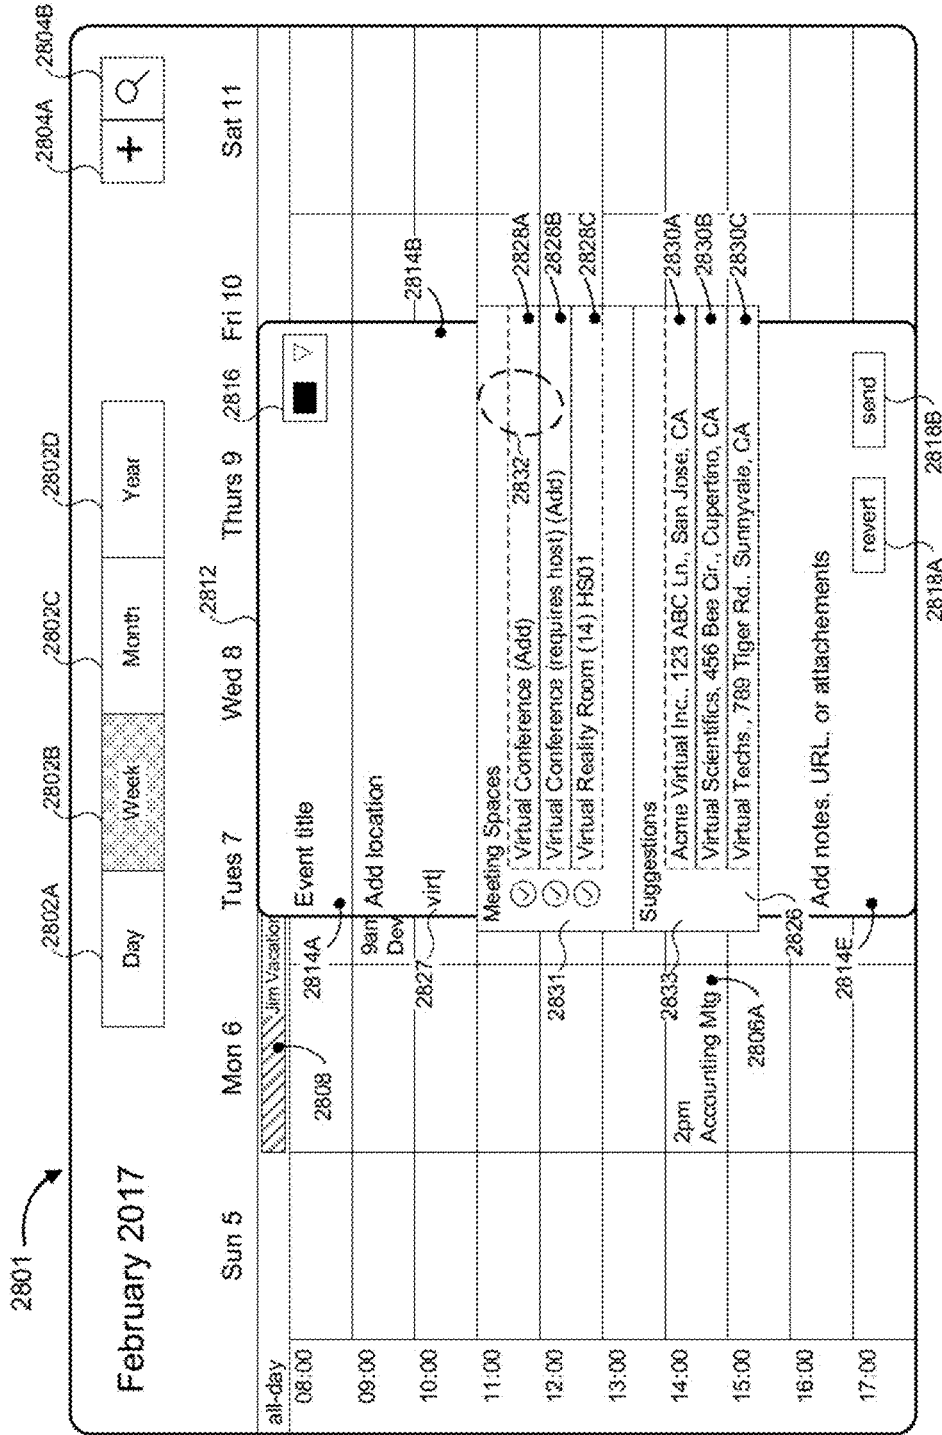 2801
February 2017
2802A
2802B
2802C
2802D
2804A
2804B
Day
Week
Month
Year
+
Sun 5
Mon 6
Tues 7
Wed 8
Thurs 9
Fri 10
Sat 11
2812
2816
all-day
Jim Vacation
2808
08:00
09:00
10:00
11:00
12:00
13:00
14:00
15:00
16:00
17:00
2814A
Event title
9am
Dev
Add location
2814B
2827
virt|
Meeting Spaces
Virtual Conference (Add)
2828A
Virtual Conference (requires host) (Add)
2828B
Virtual Reality Room (14) HS01
2828C
2832
2831
Suggestions
2833
Acme Virtual Inc., 123 ABC Ln., San Jose, CA
2830A
Virtual Scientifics, 456 Bee Cir., Cupertino, CA
2830B
Virtual Techs., 789 Tiger Rd., Sunnyvale, CA
2830C
2pm
Accounting Mtg
2806A
2826
Add notes, URL, or attachements
2814E
revert
send
2818A
2818B